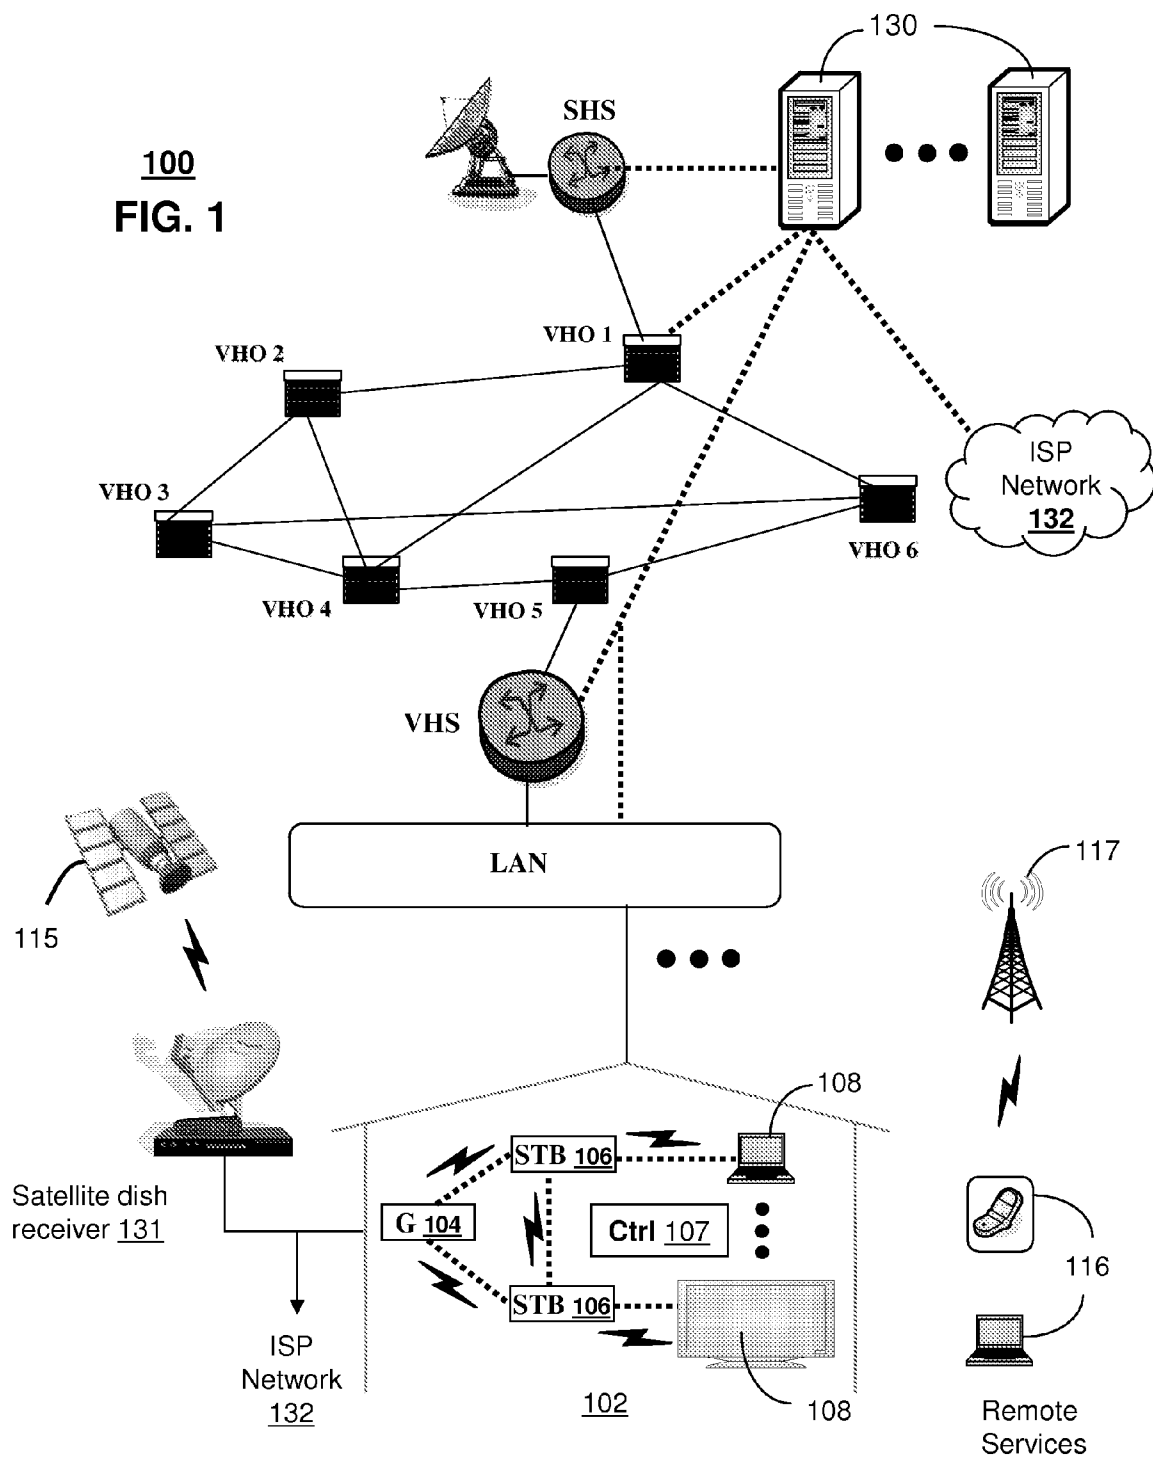 130
SHS
100
FIG. 1
VHO 1
VHO 2
ISP
Network
132
VHO 3
VHO 6
VHO 4
VHO 5
VHS
LAN
117
115
108
STB 106
Satellite dish
receiver 131
G 104
Ctrl 107
116
STB 106
ISP
Network
132
102
108
Remote
Services